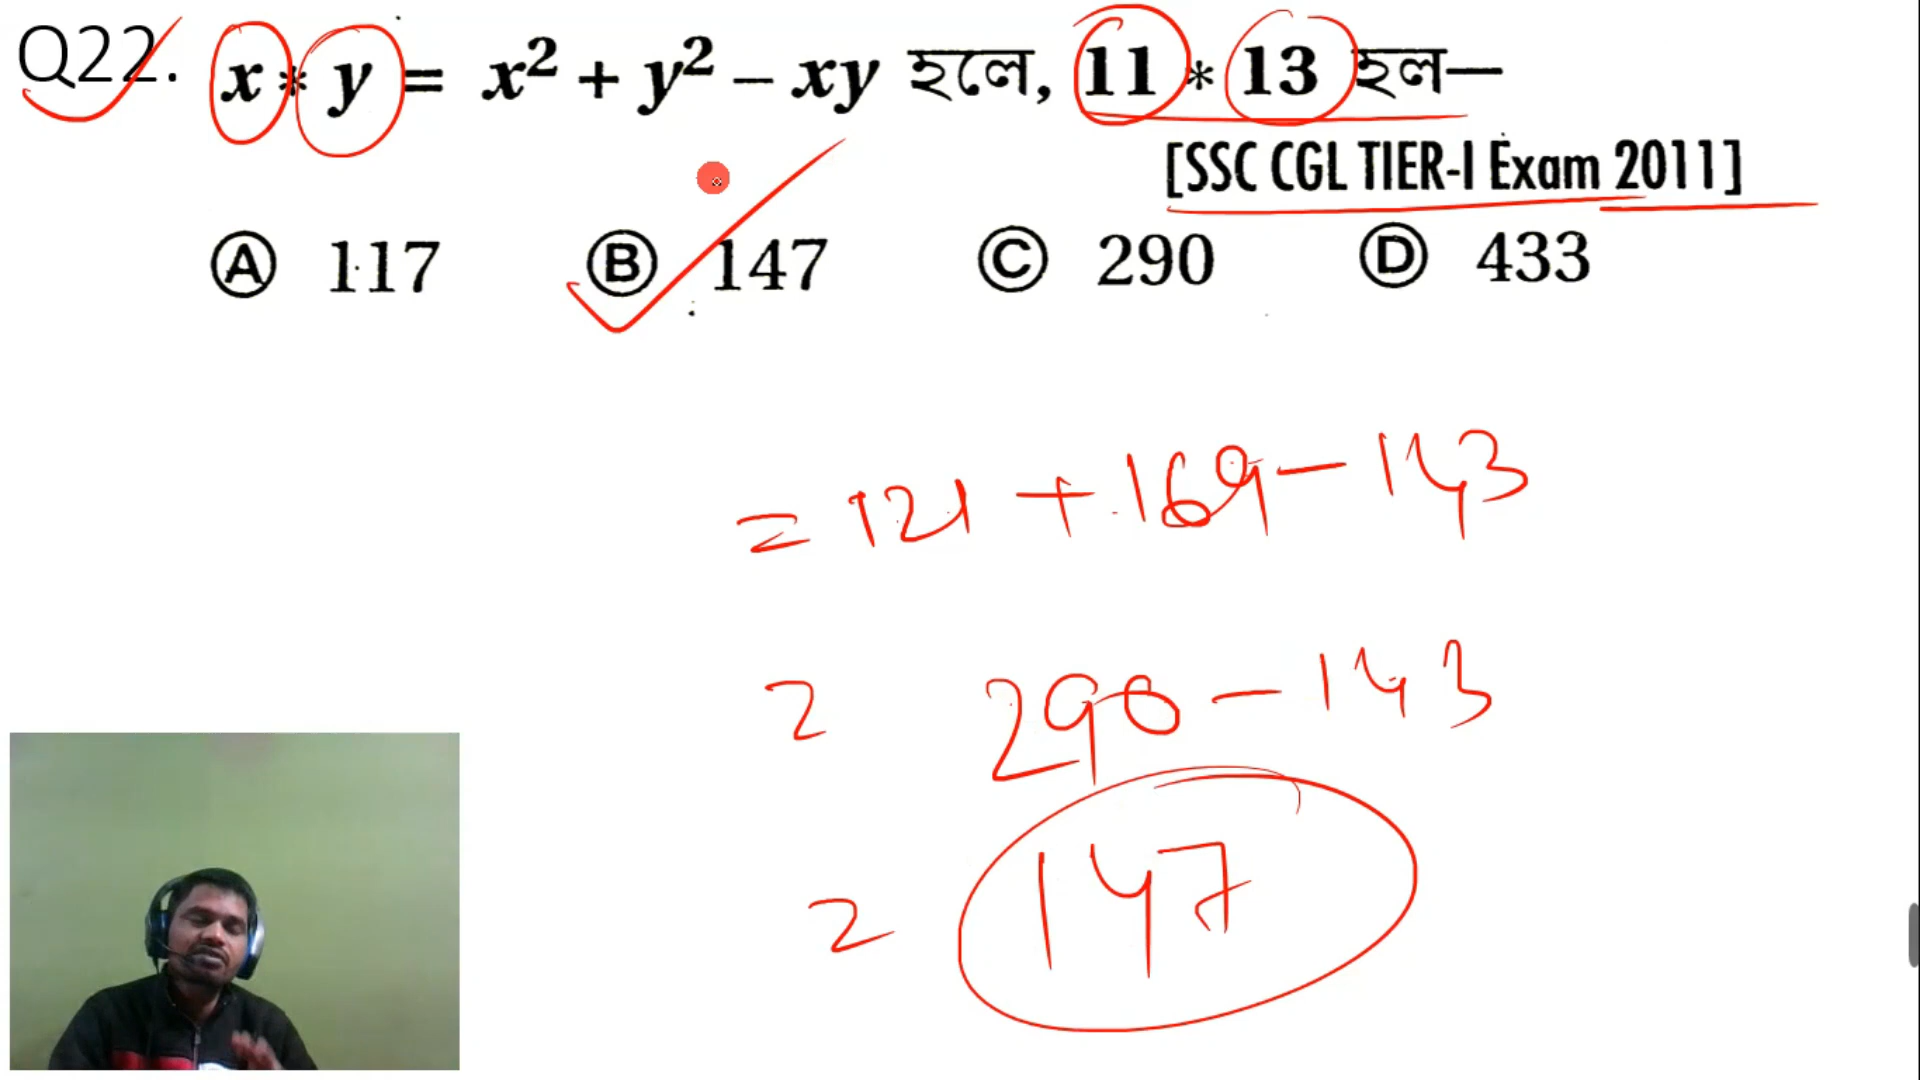 Q22. x * y = x² + y² – xy হলে, 11 * 13 হল—
[SSC CGL TIER-I Exam 2011]
Ⓐ 117 Ⓑ 147 Ⓒ 290 Ⓓ 433
= 121 + 169 – 143
= 290 – 143
= 147